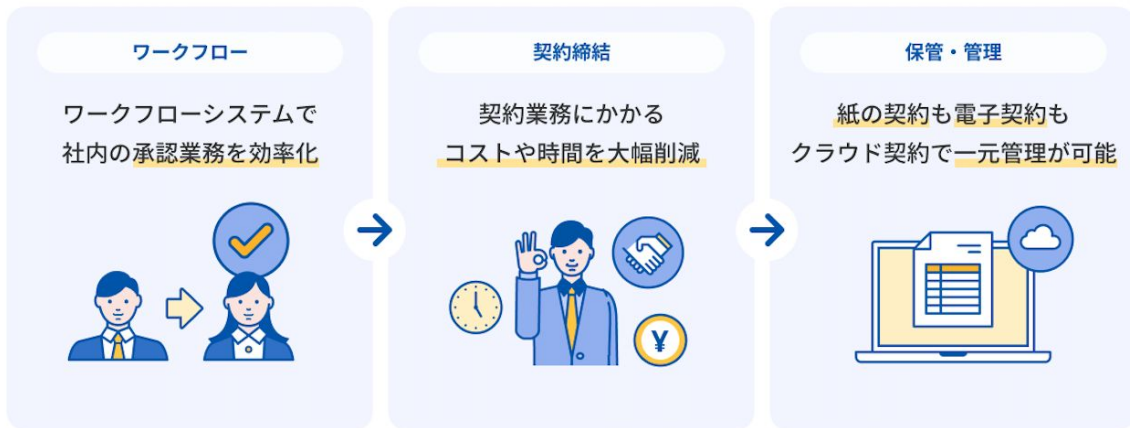 ワークフロー
ワークフローシステムで
社内の承認業務を効率化
契約締結
契約業務にかかる
コストや時間を大幅削減
¥
保管・管理
紙の契約も電子契約も
クラウド契約で一元管理が可能